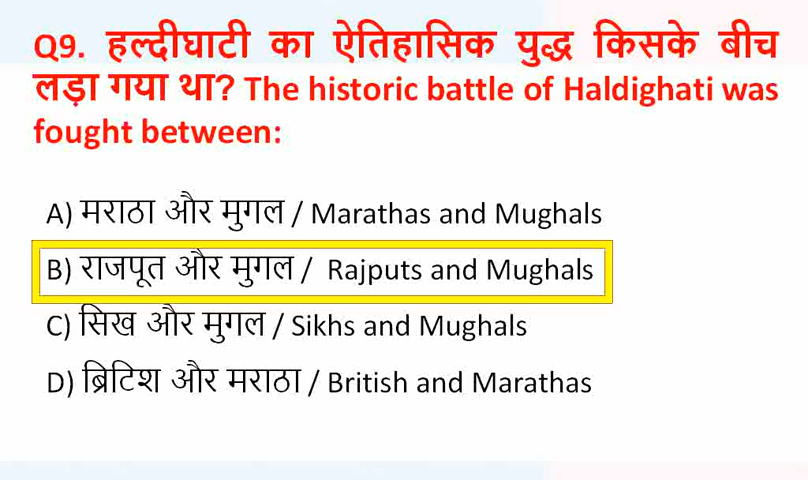 Q9. हल्दीघाटी का ऐतिहासिक युद्ध किसके बीच
लड़ा गया था? The historic battle of Haldighati was
fought between:
A) मराठा और मुगल / Marathas and Mughals
B) राजपूत और मुगल / Rajputs and Mughals
C) सिख और मुगल / Sikhs and Mughals
D) ब्रिटिश और मराठा / British and Marathas